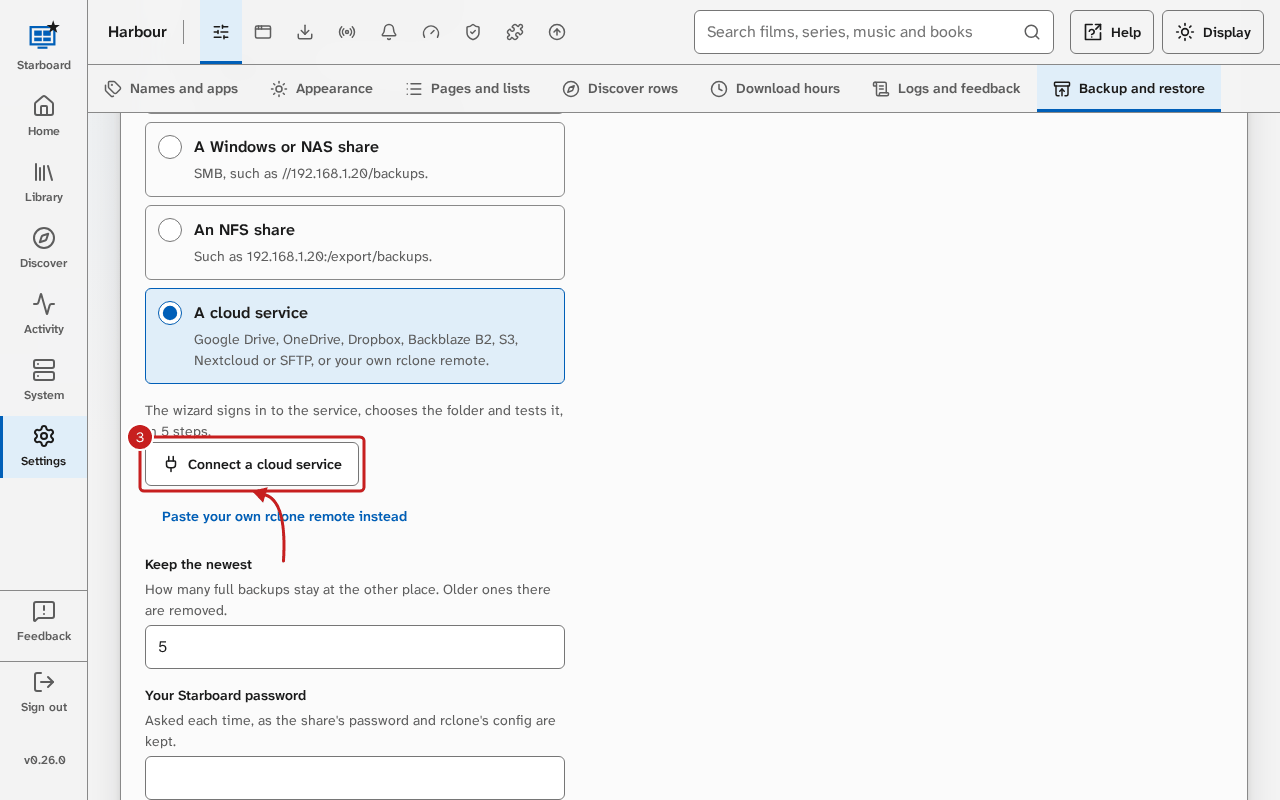 Starboard
Home
Library
Discover
Activity
System
Settings
Feedback
Sign out
v0.26.0
Harbour
Search films, series, music and books
Help
Display
Names and apps
Appearance
Pages and lists
Discover rows
Download hours
Logs and feedback
Backup and restore
A Windows or NAS share
SMB, such as //192.168.1.20/backups.
An NFS share
Such as 192.168.1.20:/export/backups.
A cloud service
Google Drive, OneDrive, Dropbox, Backblaze B2, S3,
Nextcloud or SFTP, or your own rclone remote.
The wizard signs in to the service, chooses the folder and tests it,
in 5 steps.
3
Connect a cloud service
Paste your own rclone remote instead
Keep the newest
How many full backups stay at the other place. Older ones there
are removed.
5
Your Starboard password
Asked each time, as the share's password and rclone's config are
kept.